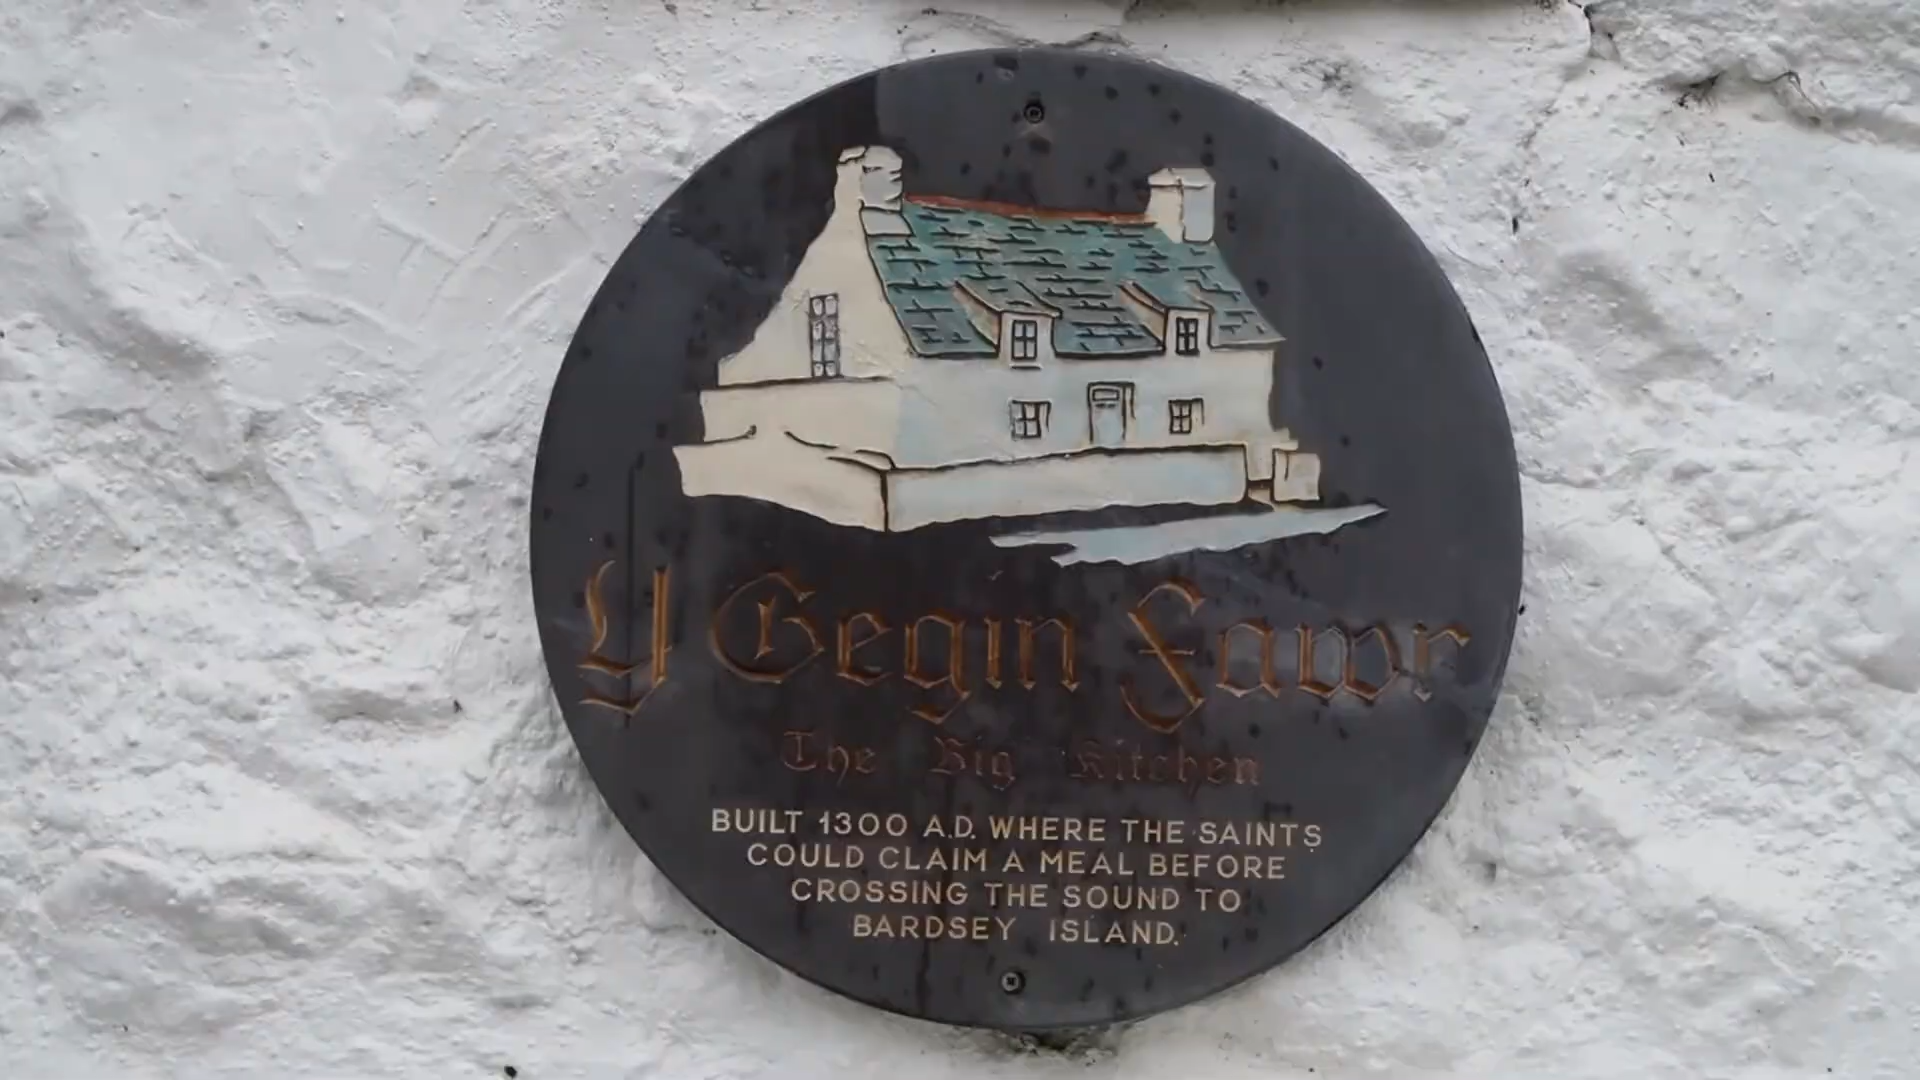 Y Gegin Fawr
The Big Kitchen
BUILT 1300 A.D. WHERE THE SAINTS
COULD CLAIM A MEAL BEFORE
CROSSING THE SOUND TO
BARDSEY ISLAND.